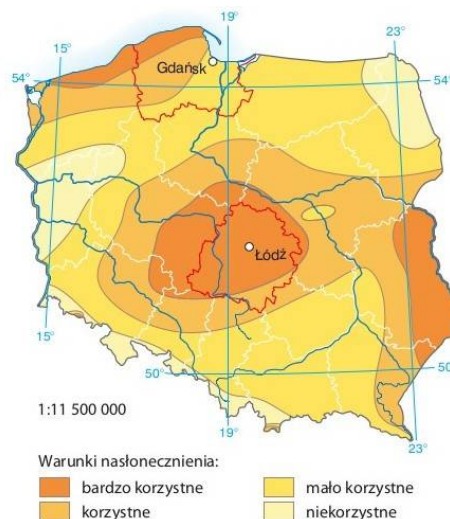 19°
15°
23°
Gdańsk
54°
54°
Łódź
15°
50°
50°
1:11 500 000
19°
23°
Warunki nasłonecznienia:
bardzo korzystne
mało korzystne
korzystne
niekorzystne